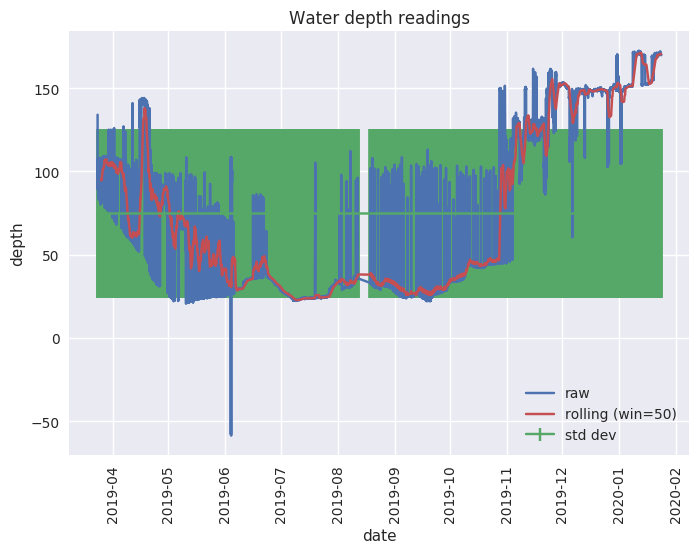 Water depth readings
depth
150
100
50
0
−50
raw
rolling (win=50)
std dev
2019-04
2019-05
2019-06
2019-07
2019-08
2019-09
2019-10
2019-11
2019-12
2020-01
2020-02
date